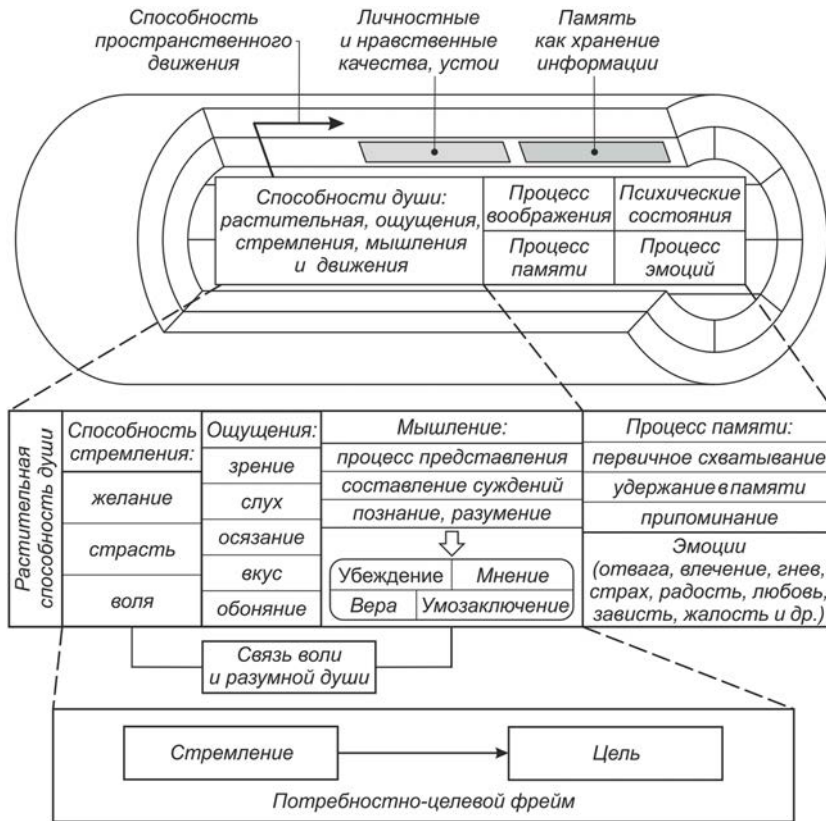 Способность
пространственного
движения
Личностные
и нравственные
качества, устои
Память
как хранение
информации
Способности души:
растительная, ощущения,
стремления, мышления
и движения
Процесс
воображения
Психические
состояния
Процесс
памяти
Процесс
эмоций
Растительная
способность души
Способность
стремления:
желание
страсть
воля
Ощущения:
зрение
слух
осязание
вкус
обоняние
Мышление:
процесс представления
составление суждений
познание, разумение
Убеждение
Мнение
Вера
Умозаключение
Процесс памяти:
первичное схватывание
удержание в памяти
припоминание
Эмоции
(отвага, влечение, гнев,
страх, радость, любовь,
зависть, жалость и др.)
Связь воли
и разумной души
Стремление
Цель
Потребностно-целевой фрейм